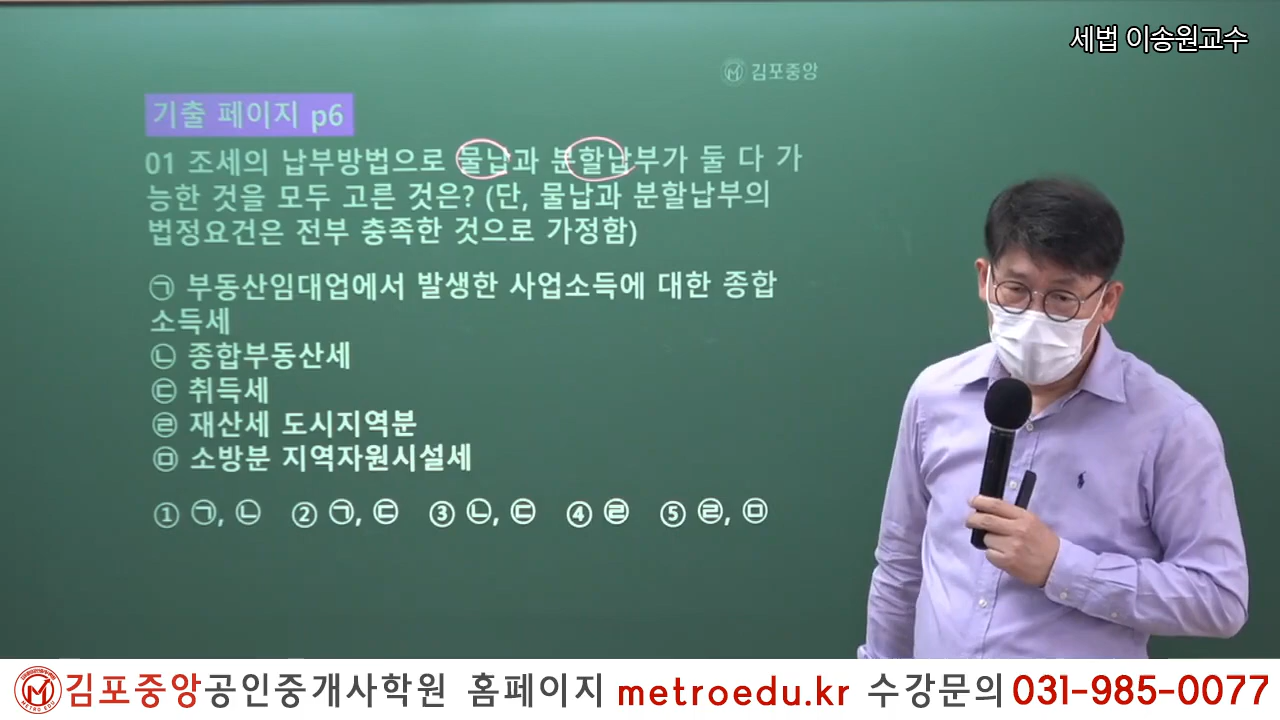 세법 이송원교수
김포중앙
기출 페이지 p6
01 조세의 납부방법으로 물납과 분할납부가 둘 다 가
능한 것을 모두 고른 것은? (단, 물납과 분할납부의
법정요건은 전부 충족한 것으로 가정함)
㉠ 부동산임대업에서 발생한 사업소득에 대한 종합
소득세
㉡ 종합부동산세
㉢ 취득세
㉣ 재산세 도시지역분
㉤ 소방분 지역자원시설세
① ㉠, ㉡ ② ㉠, ㉢ ③ ㉡, ㉢ ④ ㉣ ⑤ ㉣, ㉤
김포중앙공인중개사학원 홈페이지 metroedu.kr 수강문의 031-985-0077